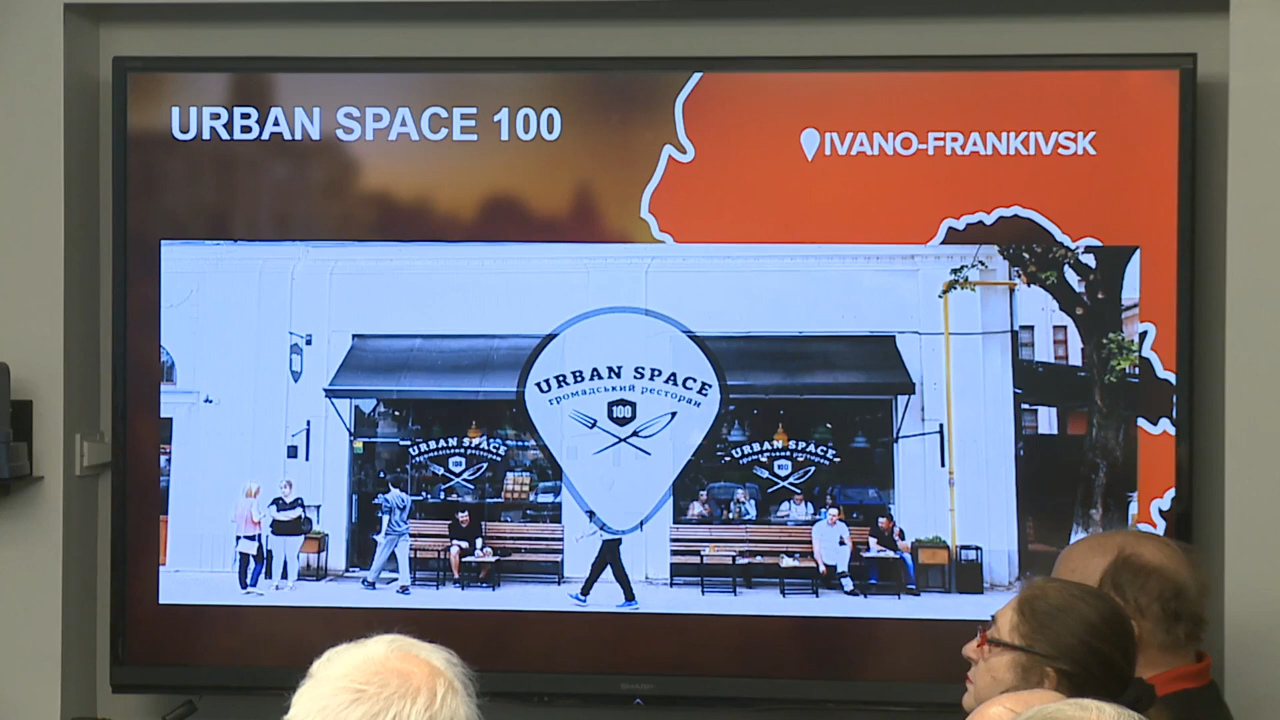 URBAN SPACE 100
IVANO-FRANKIVSK
URBAN SPACE
громадський ресторан
100
URBAN SPACE
громадський ресторан
100
URBAN SPACE
громадський ресторан
100
SHARP